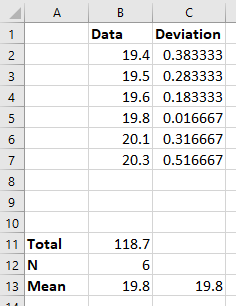 A B C
1 Data Deviation
2 19.4 0.383333
3 19.5 0.283333
4 19.6 0.183333
5 19.8 0.016667
6 20.1 0.316667
7 20.3 0.516667
8
9
10
11 Total 118.7
12 N 6
13 Mean 19.8 19.8